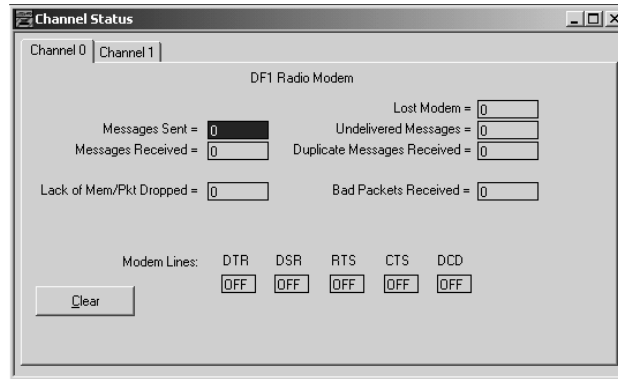 Channel Status
Channel 0 Channel 1
DF1 Radio Modem
Lost Modem = 0
Messages Sent = 0 Undelivered Messages = 0
Messages Received = 0 Duplicate Messages Received = 0
Lack of Mem/Pkt Dropped = 0 Bad Packets Received = 0
Modem Lines: DTR DSR RTS CTS DCD
OFF OFF OFF OFF OFF
Clear